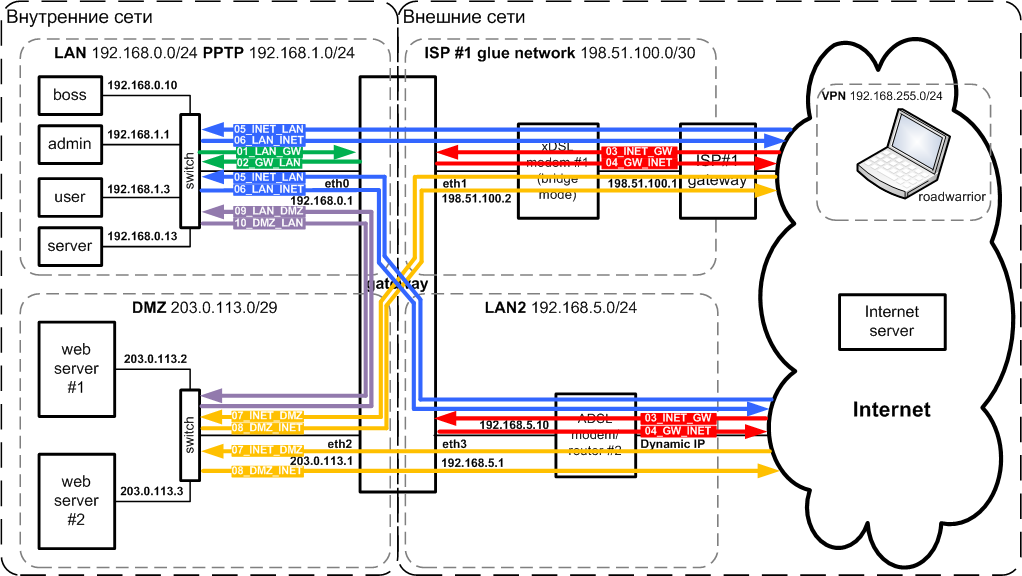 Внутренние сети
Внешние сети
LAN 192.168.0.0/24 PPTP 192.168.1.0/24
boss
192.168.0.10
admin
192.168.1.1
user
192.168.1.3
server
192.168.0.13
switch
05_INET_LAN
06_LAN_INET
01_LAN_GW
02_GW_LAN
05_INET_LAN
06_LAN_INET
eth0
192.168.0.1
09_LAN_DMZ
10_DMZ_LAN
gateway
ISP #1 glue network 198.51.100.0/30
xDSL
modem #1
(bridge
mode)
03_INET_GW
04_GW_INET
ISP#1
gateway
eth1
198.51.100.1
198.51.100.2
VPN 192.168.255.0/24
roadwarrior
DMZ 203.0.113.0/29
web
server
#1
203.0.113.2
web
server
#2
203.0.113.3
switch
07_INET_DMZ
08_DMZ_INET
eth2
07_INET_DMZ
203.0.113.1
08_DMZ_INET
LAN2 192.168.5.0/24
ADSL
modem/
router #2
192.168.5.10
03_INET_GW
04_GW_INET
eth3
Dynamic IP
192.168.5.1
Internet
server
Internet